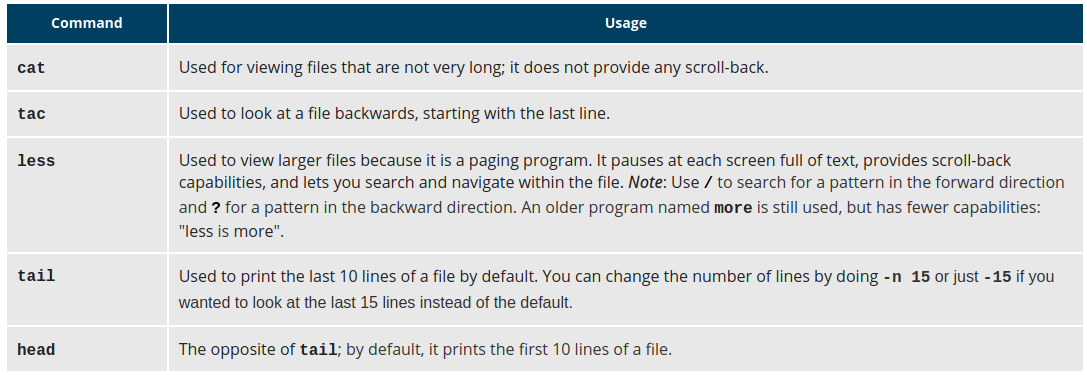 Command Usage
cat Used for viewing files that are not very long; it does not provide any scroll-back.
tac Used to look at a file backwards, starting with the last line.
less Used to view larger files because it is a paging program. It pauses at each screen full of text, provides scroll-back
capabilities, and lets you search and navigate within the file. Note: Use / to search for a pattern in the forward direction
and ? for a pattern in the backward direction. An older program named more is still used, but has fewer capabilities:
"less is more".
tail Used to print the last 10 lines of a file by default. You can change the number of lines by doing -n 15 or just -15 if you
wanted to look at the last 15 lines instead of the default.
head The opposite of tail; by default, it prints the first 10 lines of a file.